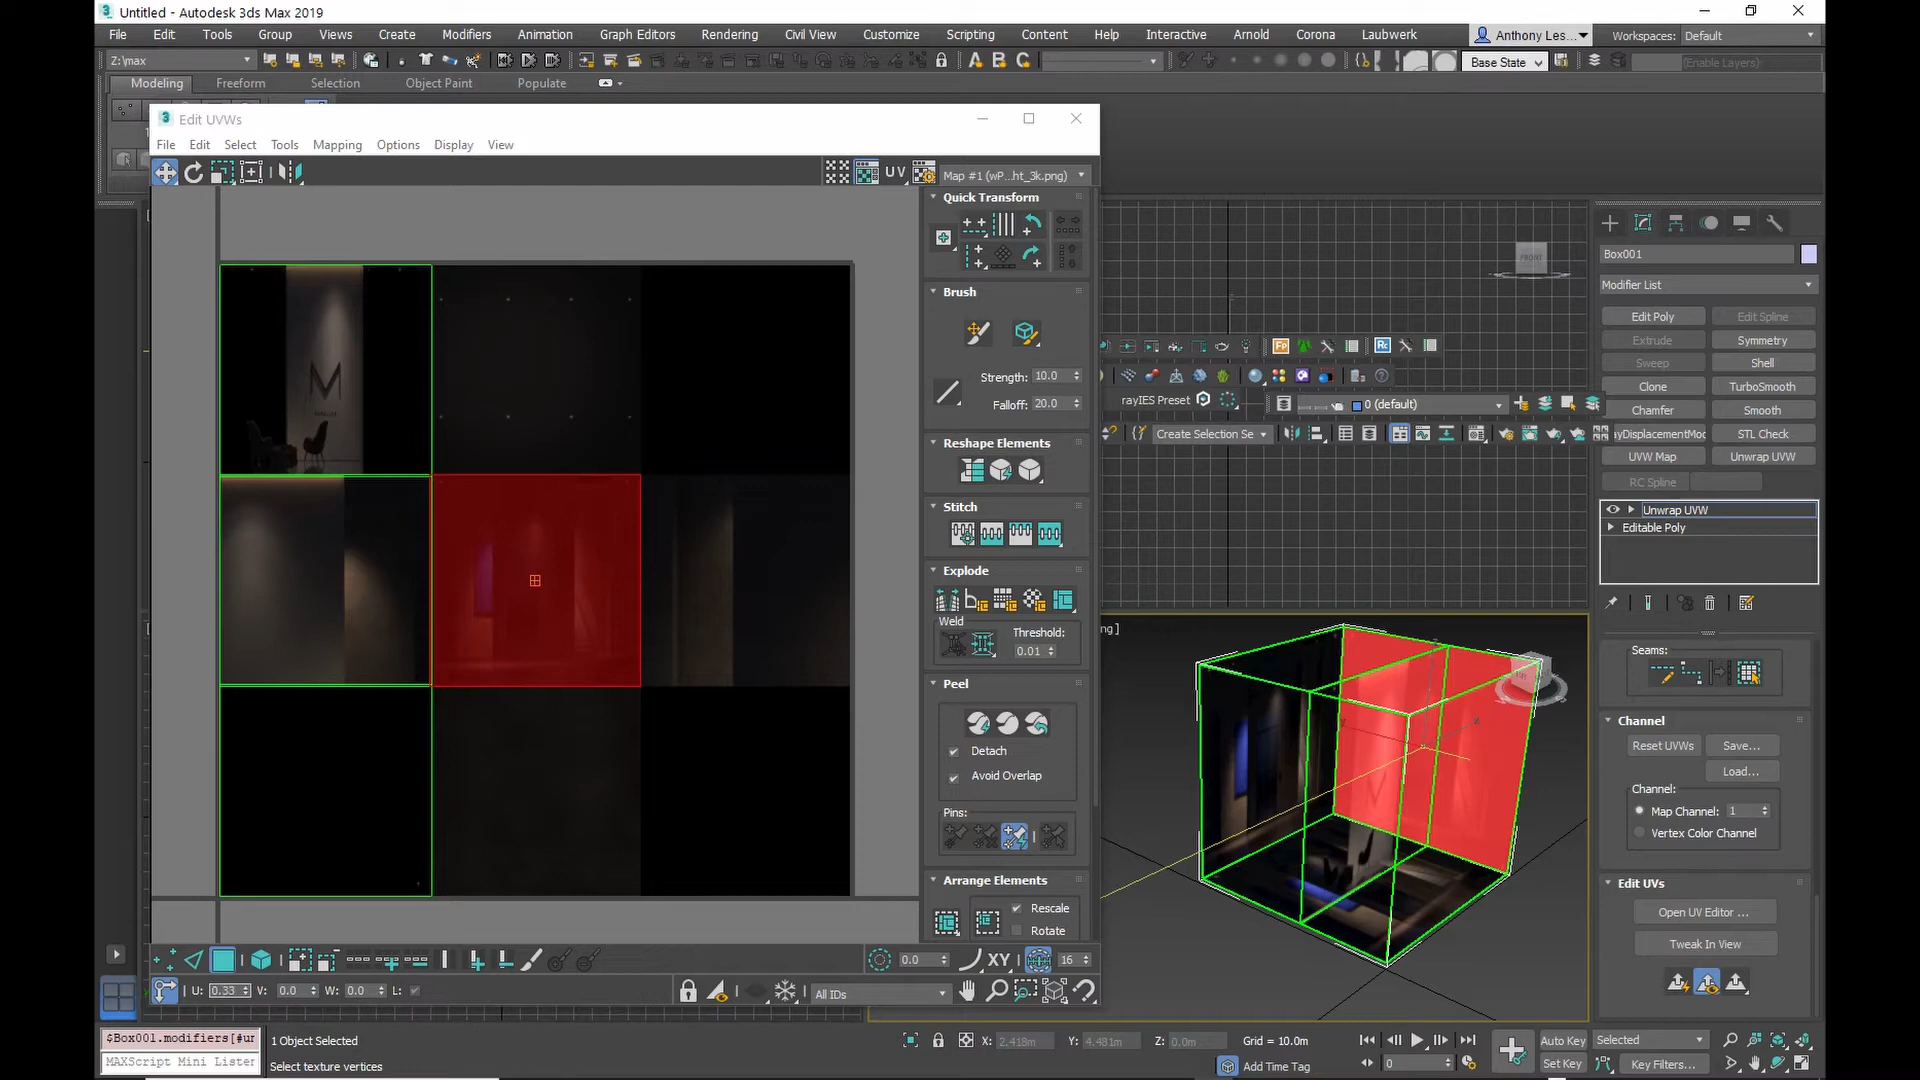 Untitled - Autodesk 3ds Max 2019
File Edit Tools Group Views Create Modifiers Animation Graph Editors Rendering Civil View Customize Scripting Content Help Interactive Arnold Corona Laubwerk Anthony Les... Workspaces: Default
Z:\max
Base State
(Enable Layers)
Modeling Freeform Selection Object Paint Populate
Edit UVWs
File Edit Select Tools Mapping Options Display View
UV
Map #1 (wP...ht_3k.png)
Quick Transform
Brush
Strength: 10.0
Falloff: 20.0
Reshape Elements
Stitch
Explode
Weld
Threshold:
0.01
Peel
Detach
Avoid Overlap
Pins:
Arrange Elements
Rescale
Rotate
0.0
XY
16
U: 0.33 V: 0.0 W: 0.0 L:
All IDs
FRONT
rayIES Preset
0 (default)
Create Selection Se
ng]
Box001
Modifier List
Edit Poly
Edit Spline
Extrude
Symmetry
Sweep
Shell
Clone
TurboSmooth
Chamfer
Smooth
ayDisplacementMod
STL Check
UVW Map
Unwrap UVW
RC Spline
Unwrap UVW
Editable Poly
Seams:
Channel
Reset UVWs
Save...
Load...
Channel:
Map Channel: 1
Vertex Color Channel
Edit UVs
Open UV Editor ...
Tweak In View
$Box001.modifiers[#ur
MAXScript Mini Lister
1 Object Selected
Select texture vertices
X: 2.418m Y: 4.481m Z: 0.0m
Grid = 10.0m
Add Time Tag
0
Auto Key
Selected
Set Key
Key Filters...